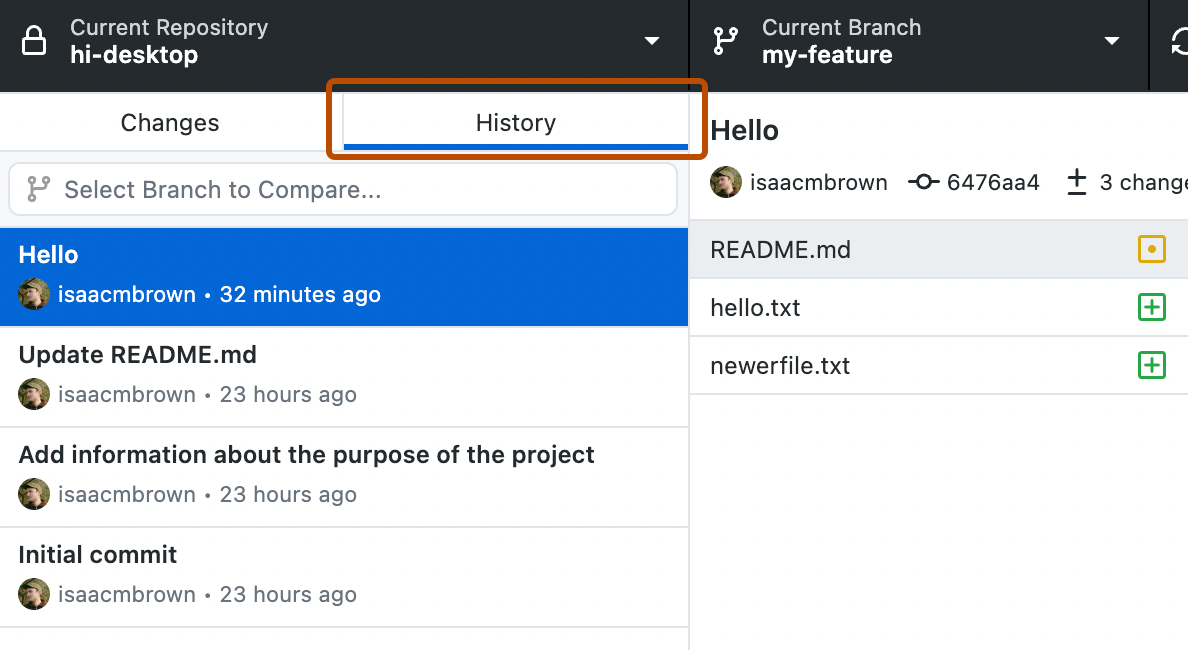 Current Repository
hi-desktop
Current Branch
my-feature
Changes
History
Select Branch to Compare...
Hello
isaacmbrown • 32 minutes ago
Update README.md
isaacmbrown • 23 hours ago
Add information about the purpose of the project
isaacmbrown • 23 hours ago
Initial commit
isaacmbrown • 23 hours ago
Hello
isaacmbrown 6476aa4 ± 3 change
README.md
hello.txt
newerfile.txt